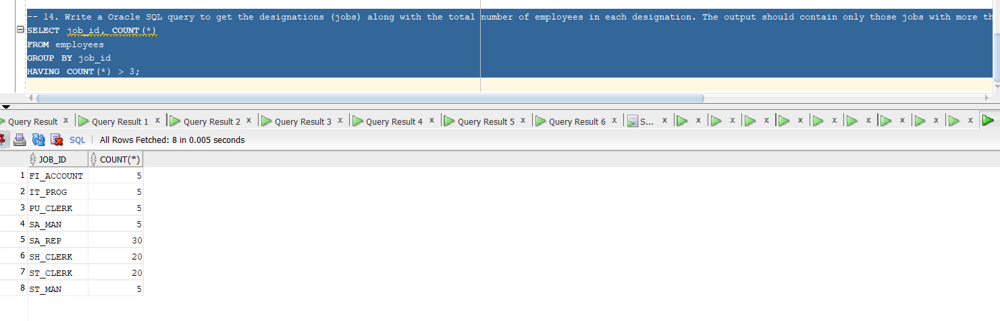 -- 14. Write a Oracle SQL query to get the designations (jobs) along with the total number of employees in each designation. The output should contain only those jobs with more th
SELECT job_id, COUNT(*)
FROM employees
GROUP BY job_id
HAVING COUNT(*) > 3;
Query Result x Query Result 1 x Query Result 2 x Query Result 3 x Query Result 4 x Query Result 5 x Query Result 6 x S... x x x x x x x x x x
SQL | All Rows Fetched: 8 in 0.005 seconds
JOB_ID COUNT(*)
1 FI_ACCOUNT 5
2 IT_PROG 5
3 PU_CLERK 5
4 SA_MAN 5
5 SA_REP 30
6 SH_CLERK 20
7 ST_CLERK 20
8 ST_MAN 5